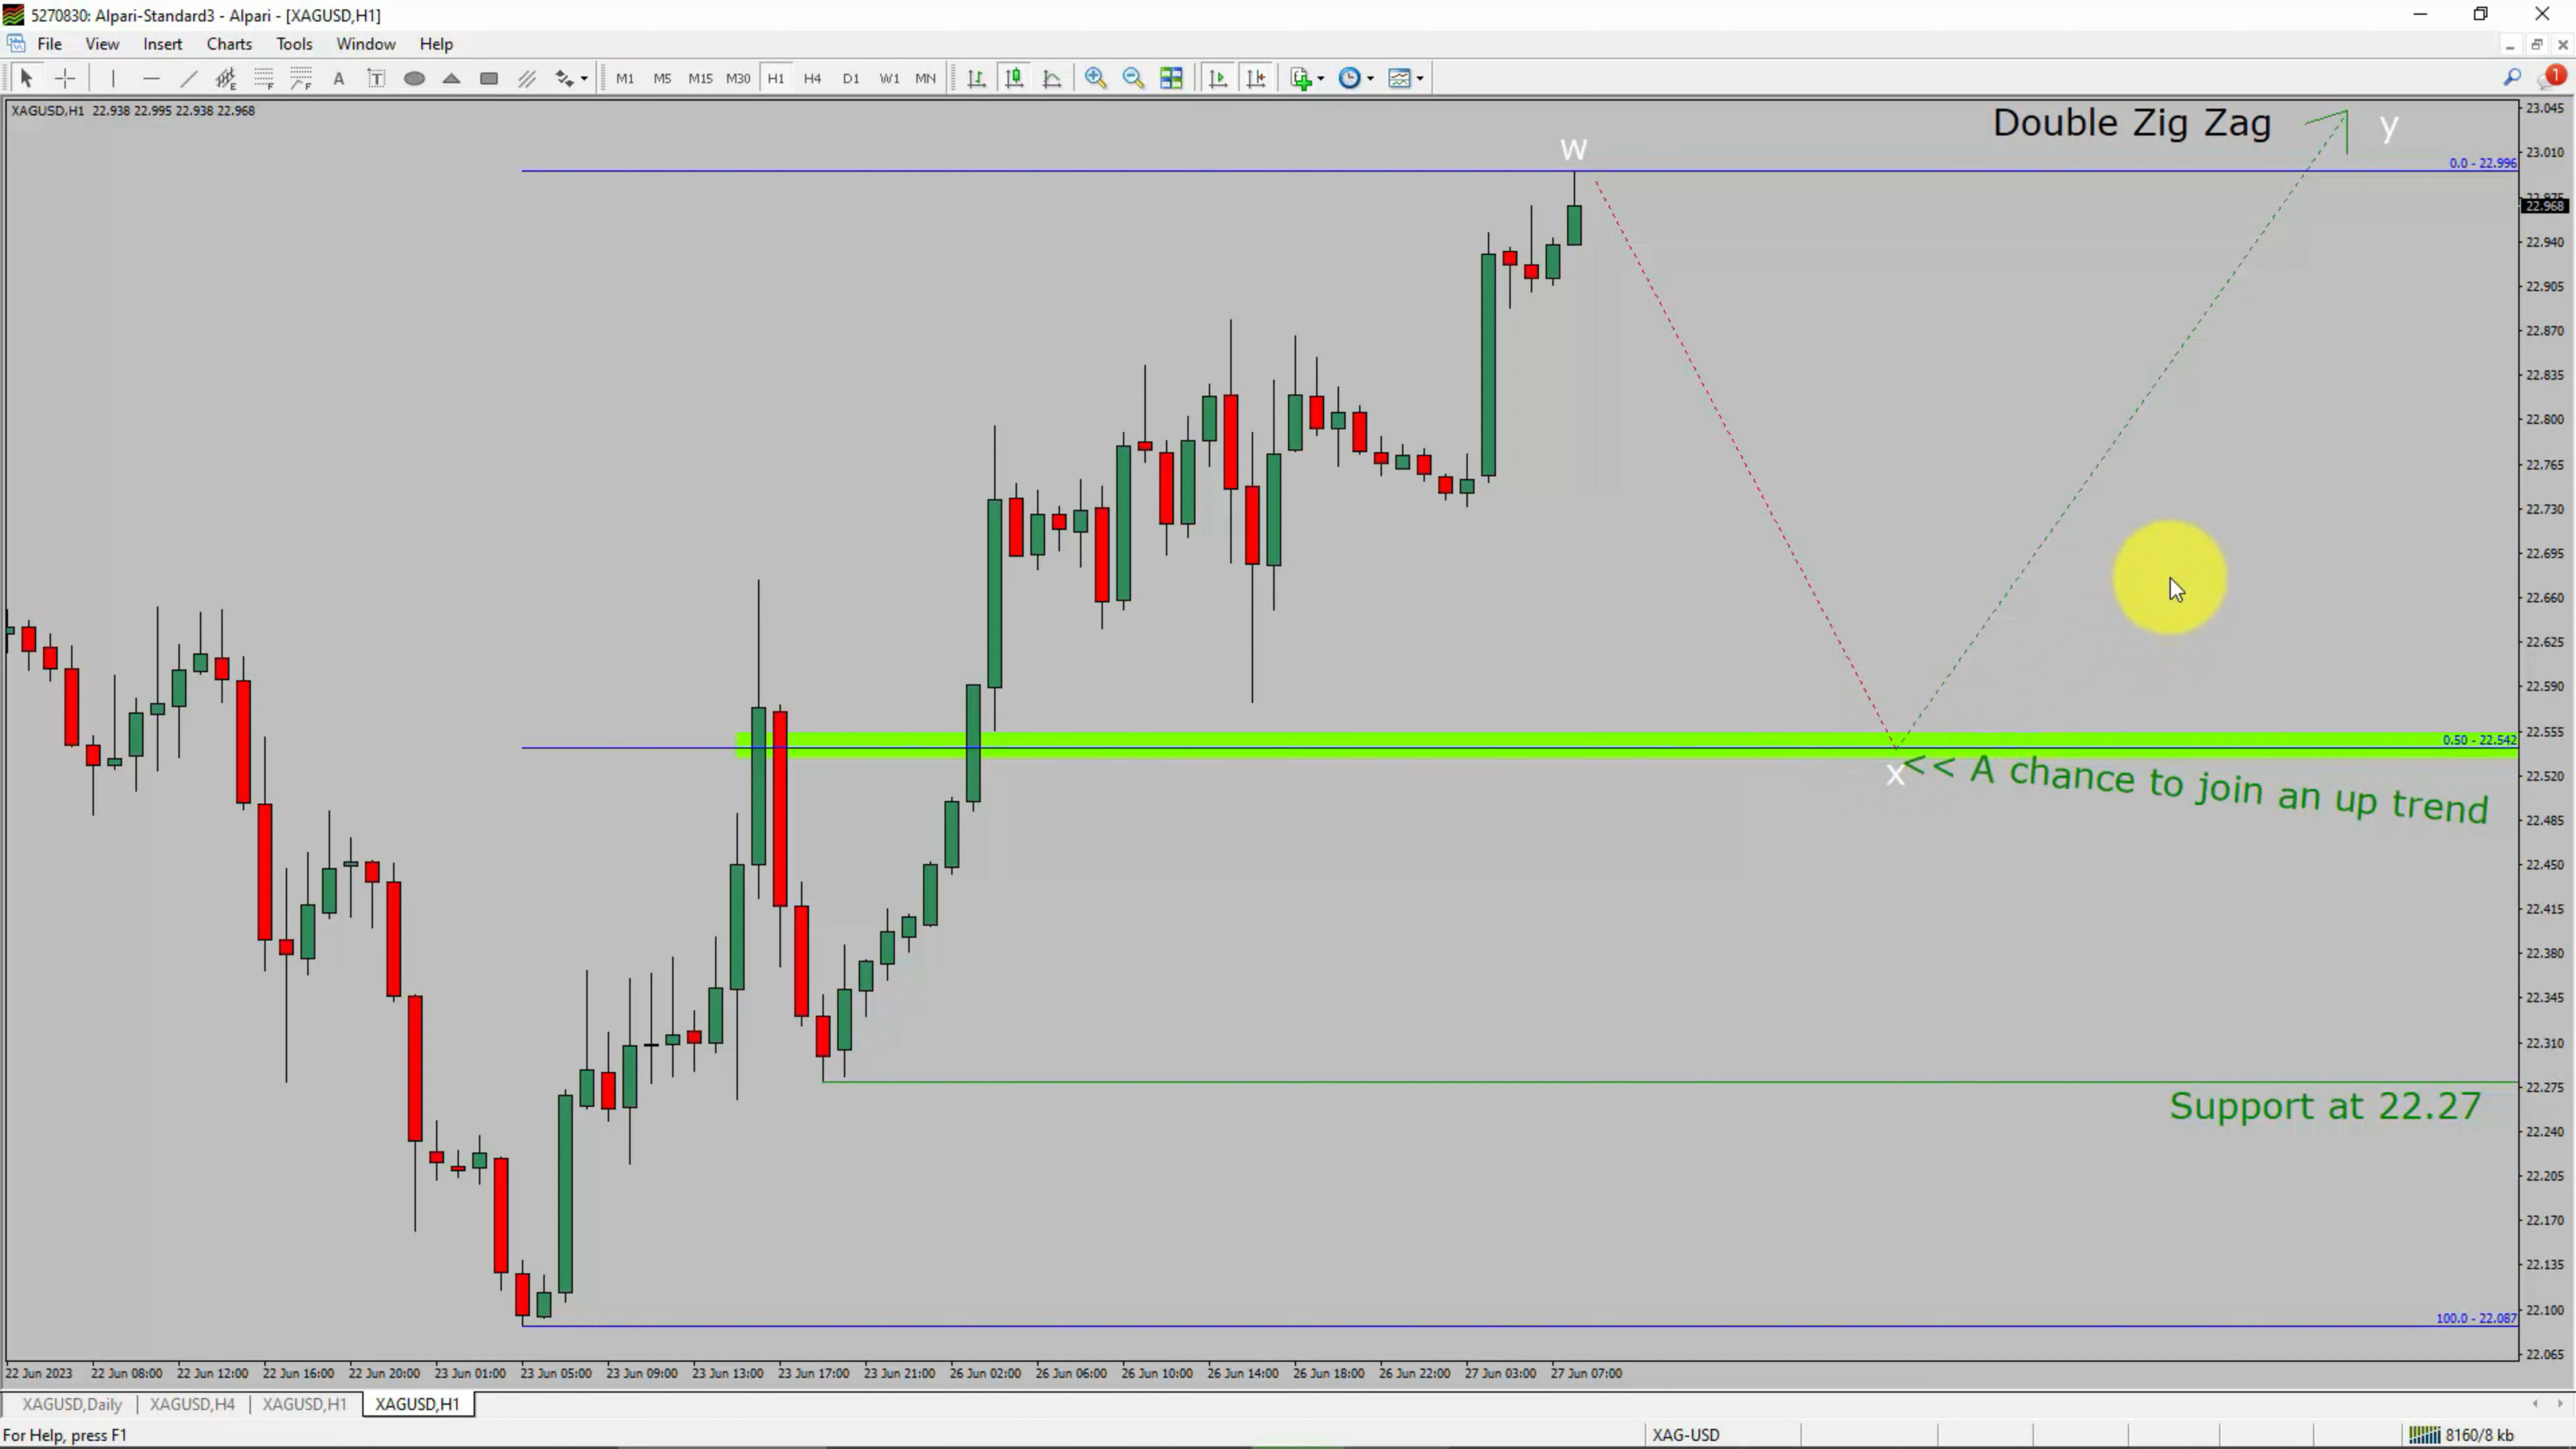 5270830: Alpari-Standard3 - Alpari - [XAGUSD,H1]
File View Insert Charts Tools Window Help
A T M1 M5 M15 M30 H1 H4 D1 W1 MN 1
XAGUSD,H1 22.938 22.995 22.938 22.968
Double Zig Zag
y
w
0.0 - 22.996
23.045
23.010
22.968
22.940
22.905
22.870
22.835
22.800
22.765
22.730
22.695
22.660
22.625
22.590
22.555
0.50 - 22.542
x << A chance to join an up trend
22.520
22.485
22.450
22.415
22.380
22.345
22.310
22.275
Support at 22.27
22.240
22.205
22.170
22.135
22.100
100.0 - 22.087
22.065
22 Jun 2023 22 Jun 08:00 22 Jun 12:00 22 Jun 16:00 22 Jun 20:00 23 Jun 01:00 23 Jun 05:00 23 Jun 09:00 23 Jun 13:00 23 Jun 17:00 23 Jun 21:00 26 Jun 02:00 26 Jun 06:00 26 Jun 10:00 26 Jun 14:00 26 Jun 18:00 26 Jun 22:00 27 Jun 03:00 27 Jun 07:00
XAGUSD,Daily XAGUSD,H4 XAGUSD,H1 XAGUSD,H1
For Help, press F1 XAG-USD 8160/8 kb